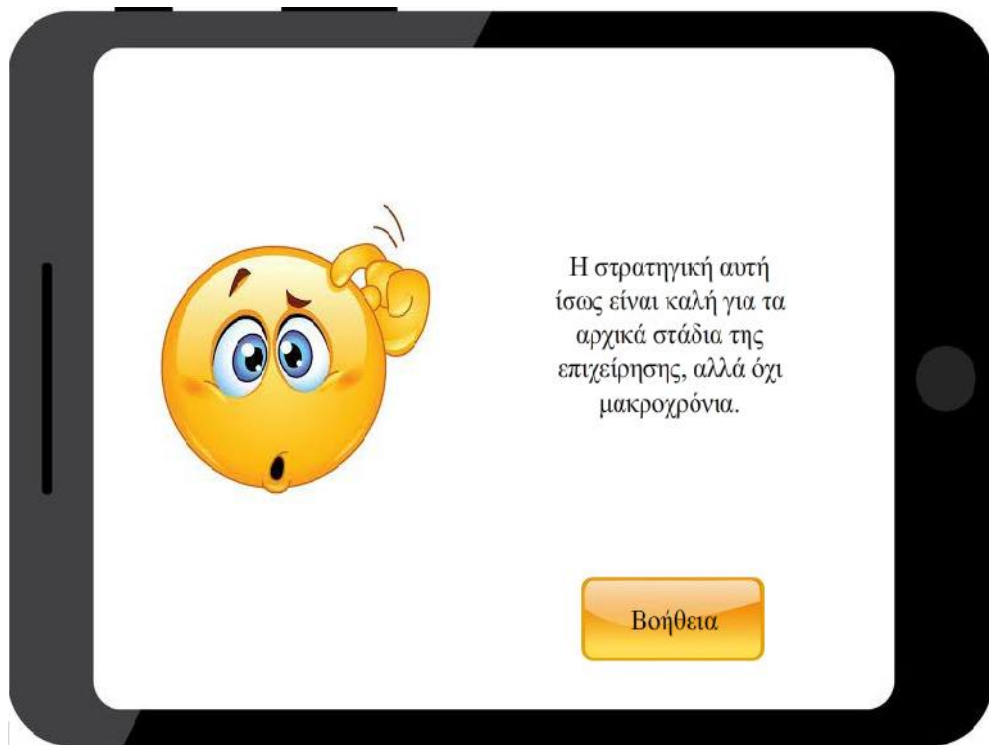 Η στρατηγική αυτή
ίσως είναι καλή για τα
αρχικά στάδια της
επιχείρησης, αλλά όχι
μακροχρόνια.
Βοήθεια